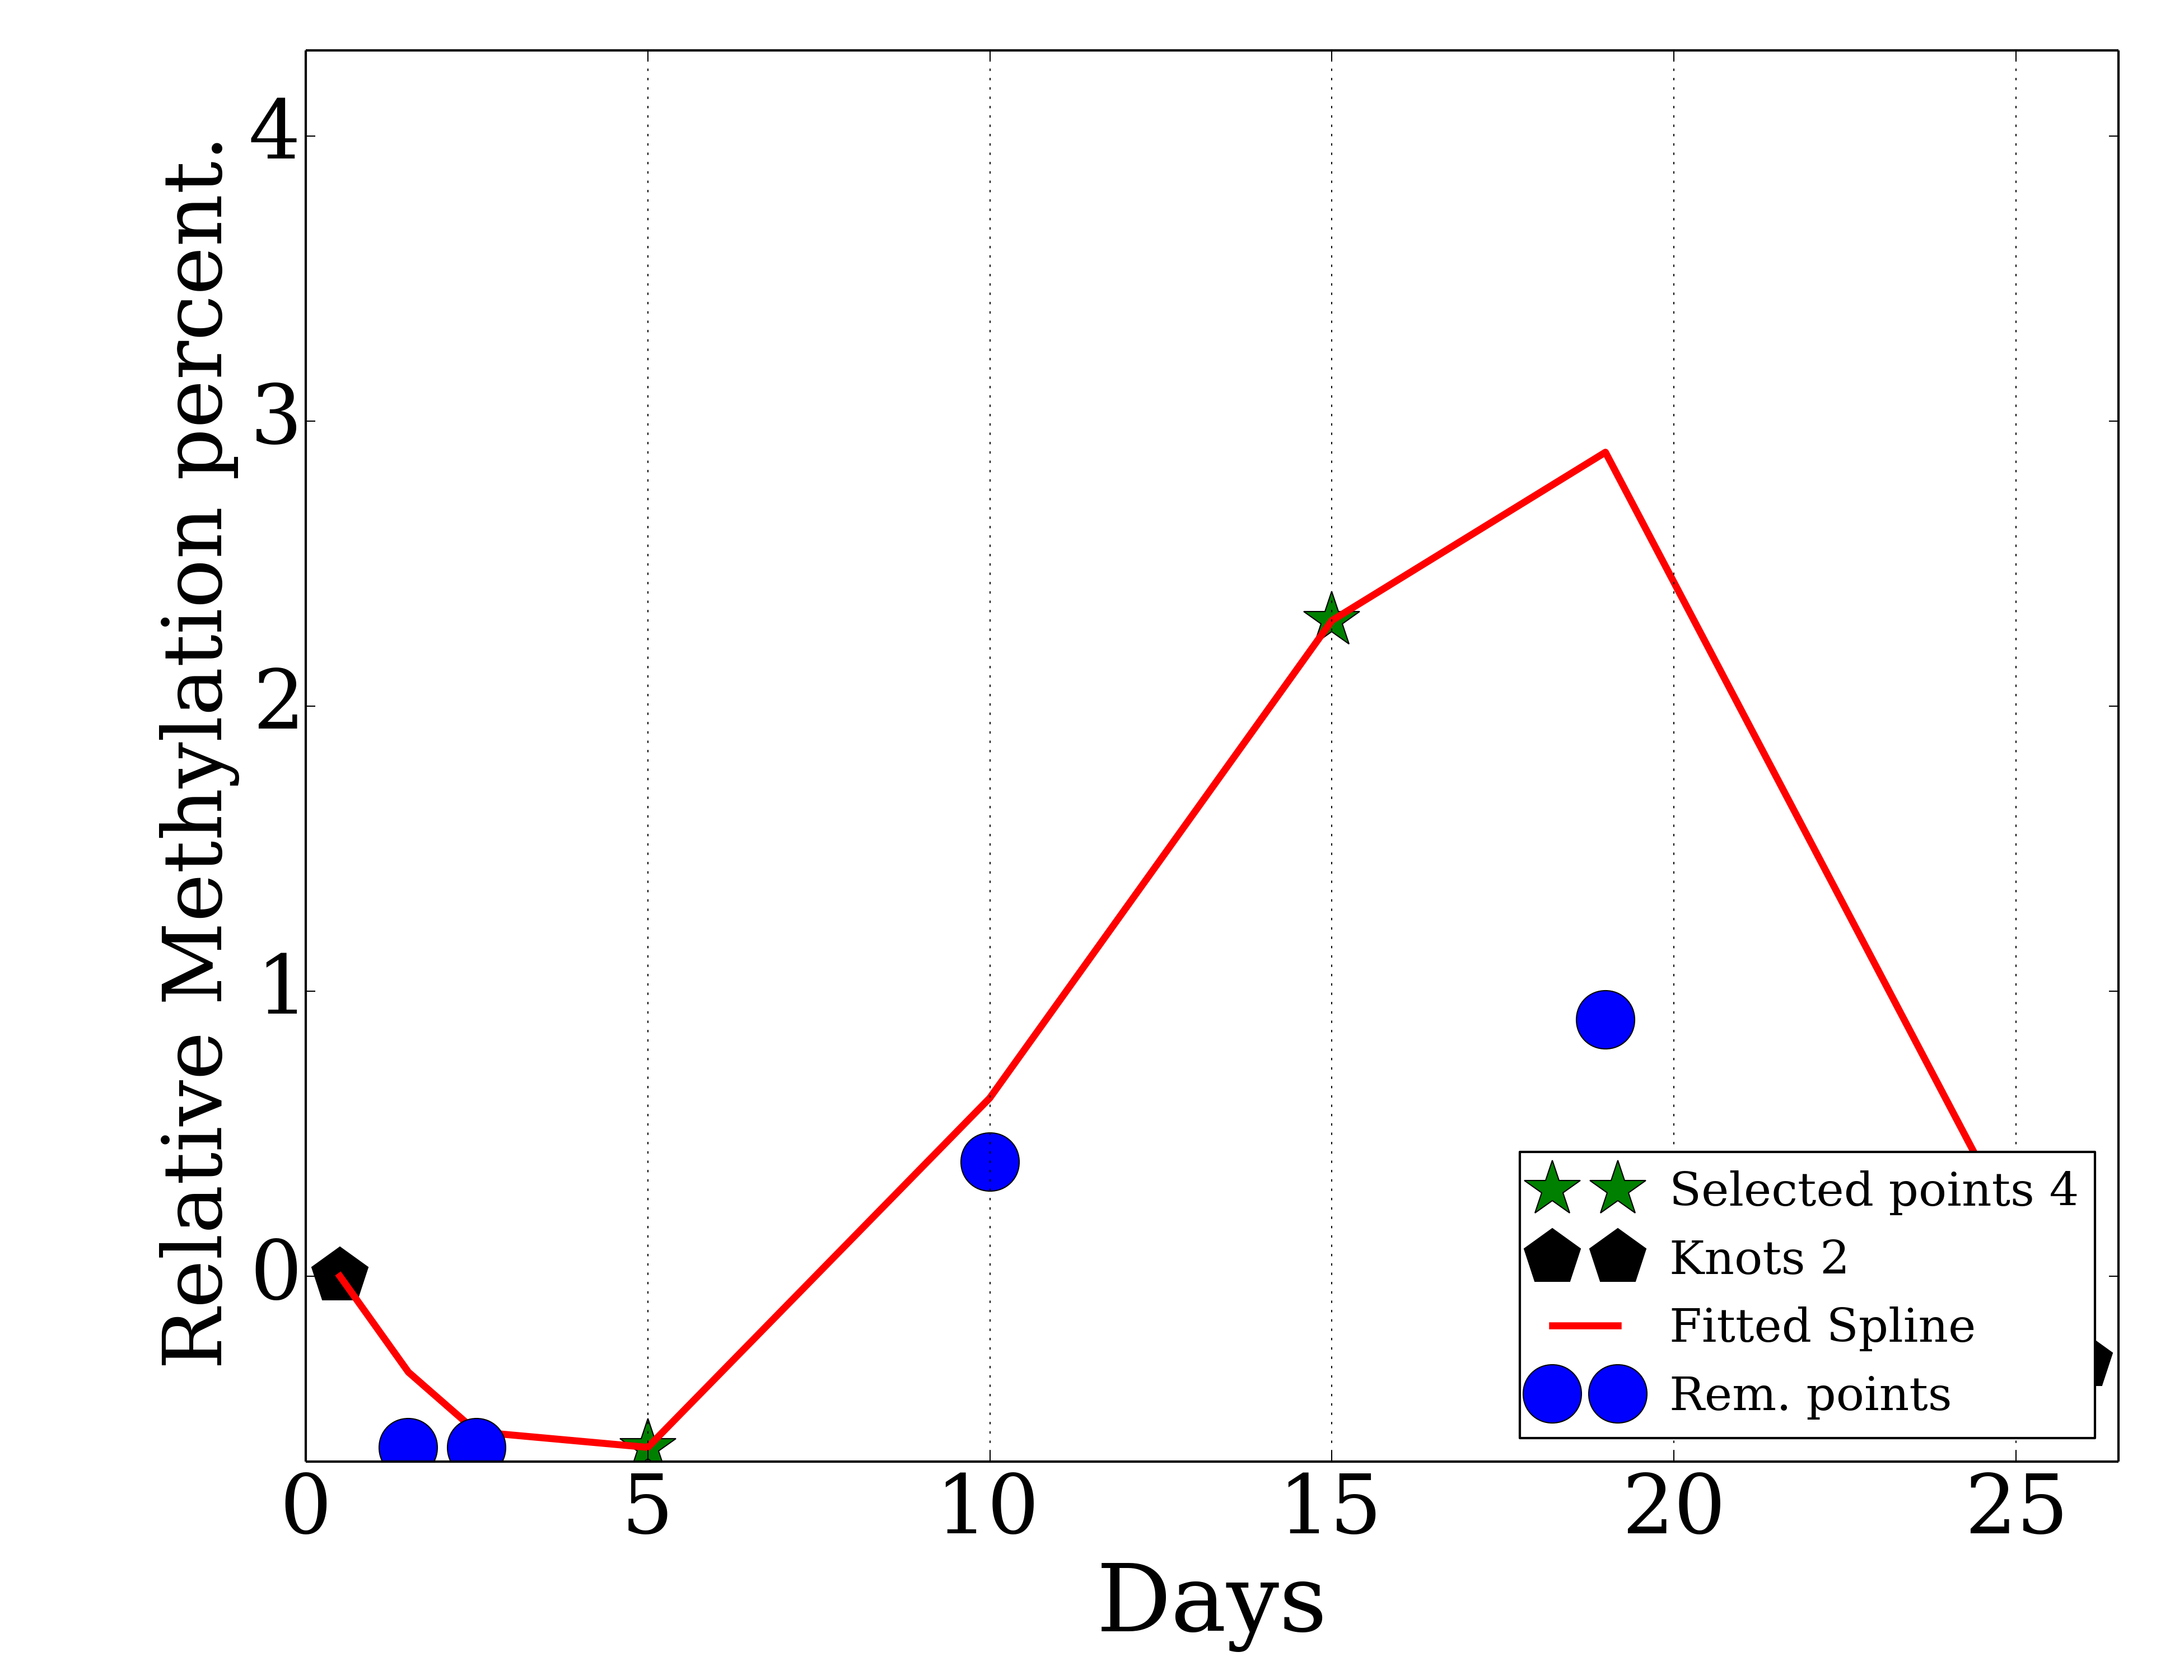 Relative Methylation percent.
4
3
2
1
0
Selected points 4
Knots 2
Fitted Spline
Rem. points
0 5 10 15 20 25
Days